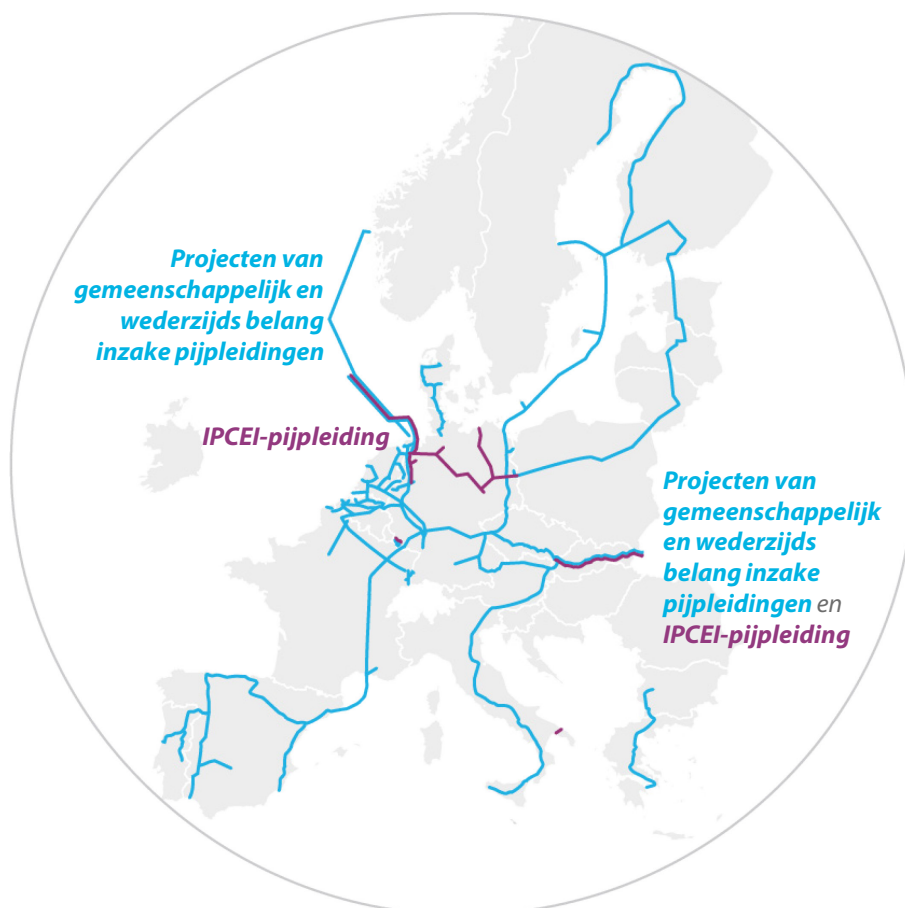 Projecten van
gemeenschappelijk en
wederzijds belang
inzake pijpleidingen
IPCEI-pijpleiding
Projecten van
gemeenschappelijk
en wederzijds
belang inzake
pijpleidingen en
IPCEI-pijpleiding